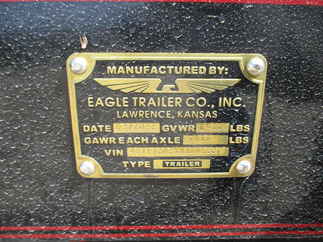 MANUFACTURED BY:
EAGLE TRAILER CO., INC.
LAWRENCE, KANSAS
DATE GVWR LBS
GAWR EACH AXLE LBS
VIN
TYPE TRAILER